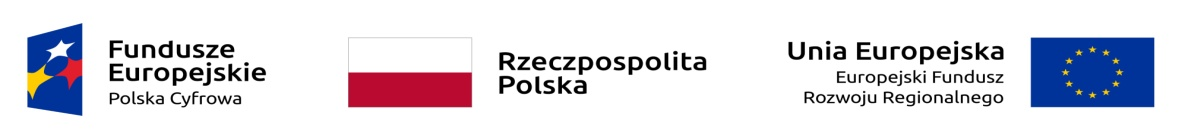 Fundusze
Europejskie
Polska Cyfrowa
Rzeczpospolita
Polska
Unia Europejska
Europejski Fundusz
Rozwoju Regionalnego